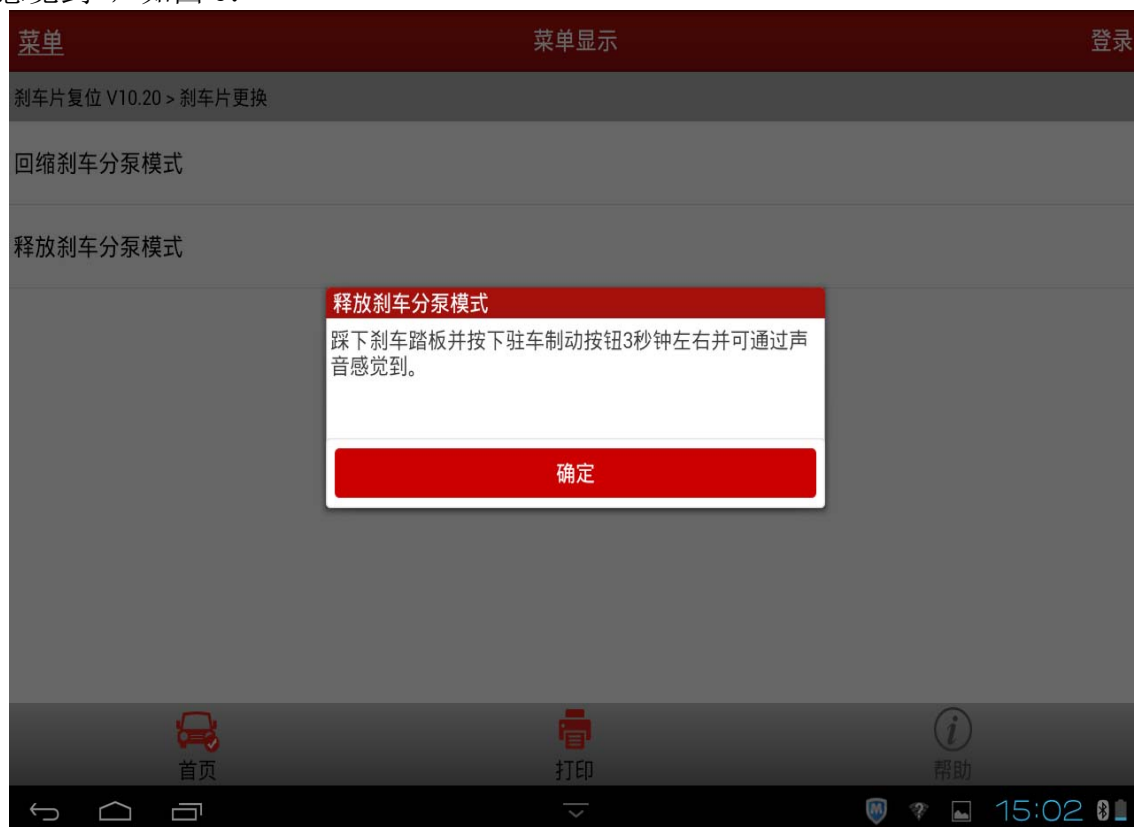 菜单
菜单显示
登录
刹车片复位 V10.20 > 刹车片更换
回缩刹车分泵模式
释放刹车分泵模式
释放刹车分泵模式
踩下刹车踏板并按下驻车制动按钮3秒钟左右并可通过声
音感觉到。
确定
首页
打印
帮助
15:02